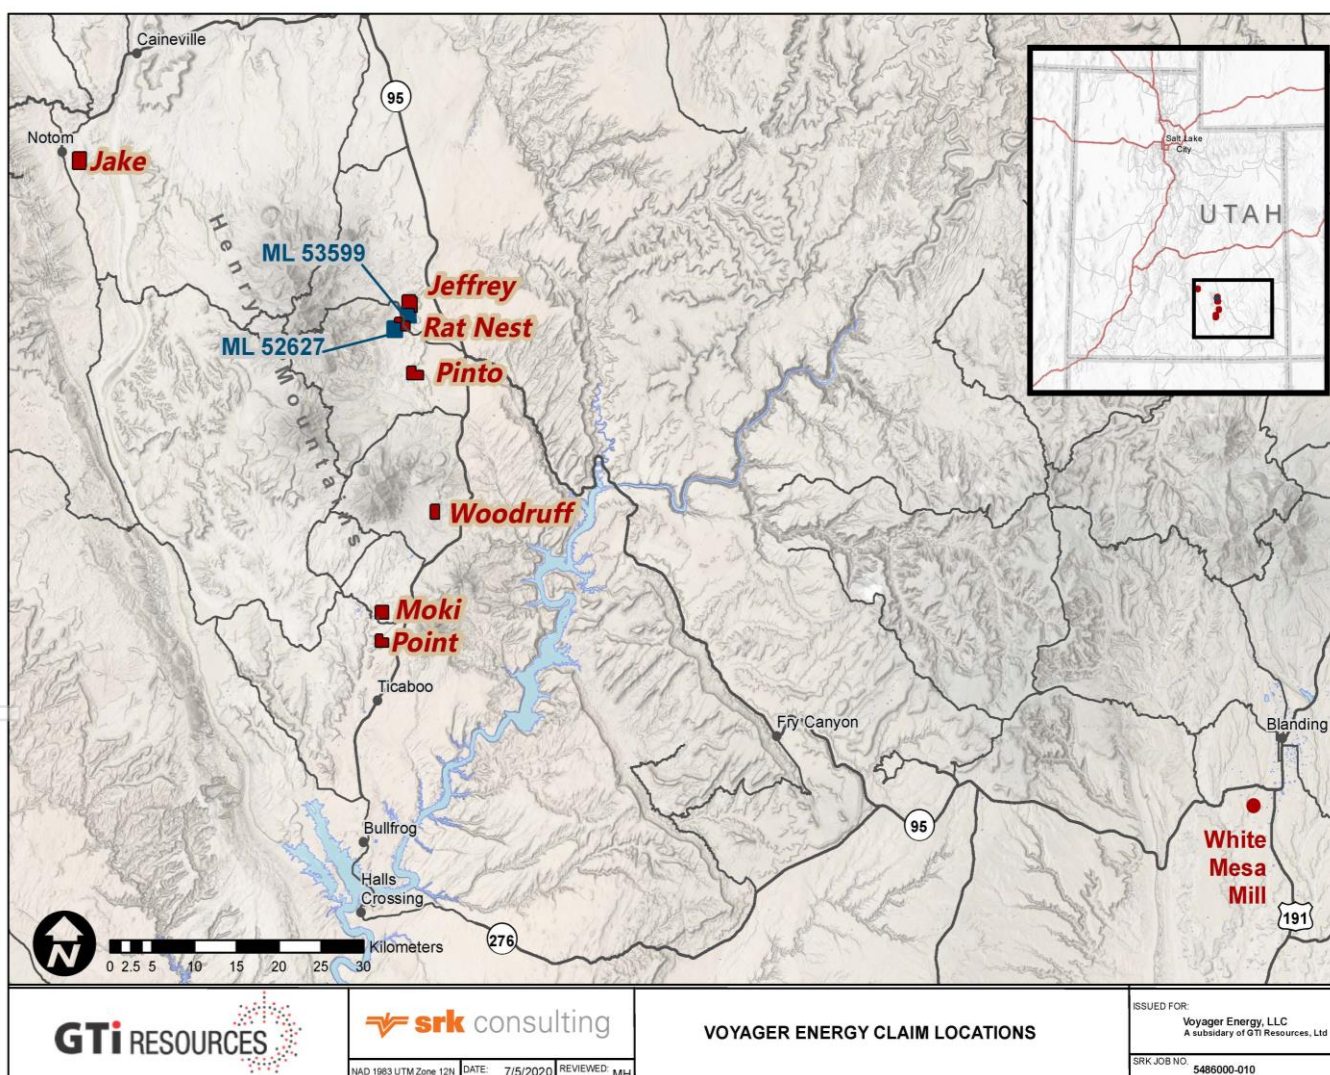 Caineville
95
Notom
Jake
Henry Mountains
ML 53599
Jeffrey
Rat Nest
ML 52627
Pinto
Woodruff
Moki
Point
Ticaboo
Fry Canyon
Blanding
Bullfrog
95
White
Mesa
Mill
Halls
Crossing
191
276
N
Kilometers
0 2.5 5 10 15 20 25 30
Salt Lake
City
UTAH
GTi RESOURCES
srk consulting
NAD 1983 UTM Zone 12N
DATE: 7/5/2020
REVIEWED: MH
VOYAGER ENERGY CLAIM LOCATIONS
ISSUED FOR:
Voyager Energy, LLC
A subsidiary of GTI Resources, Ltd
SRK JOB NO.
5486000-010